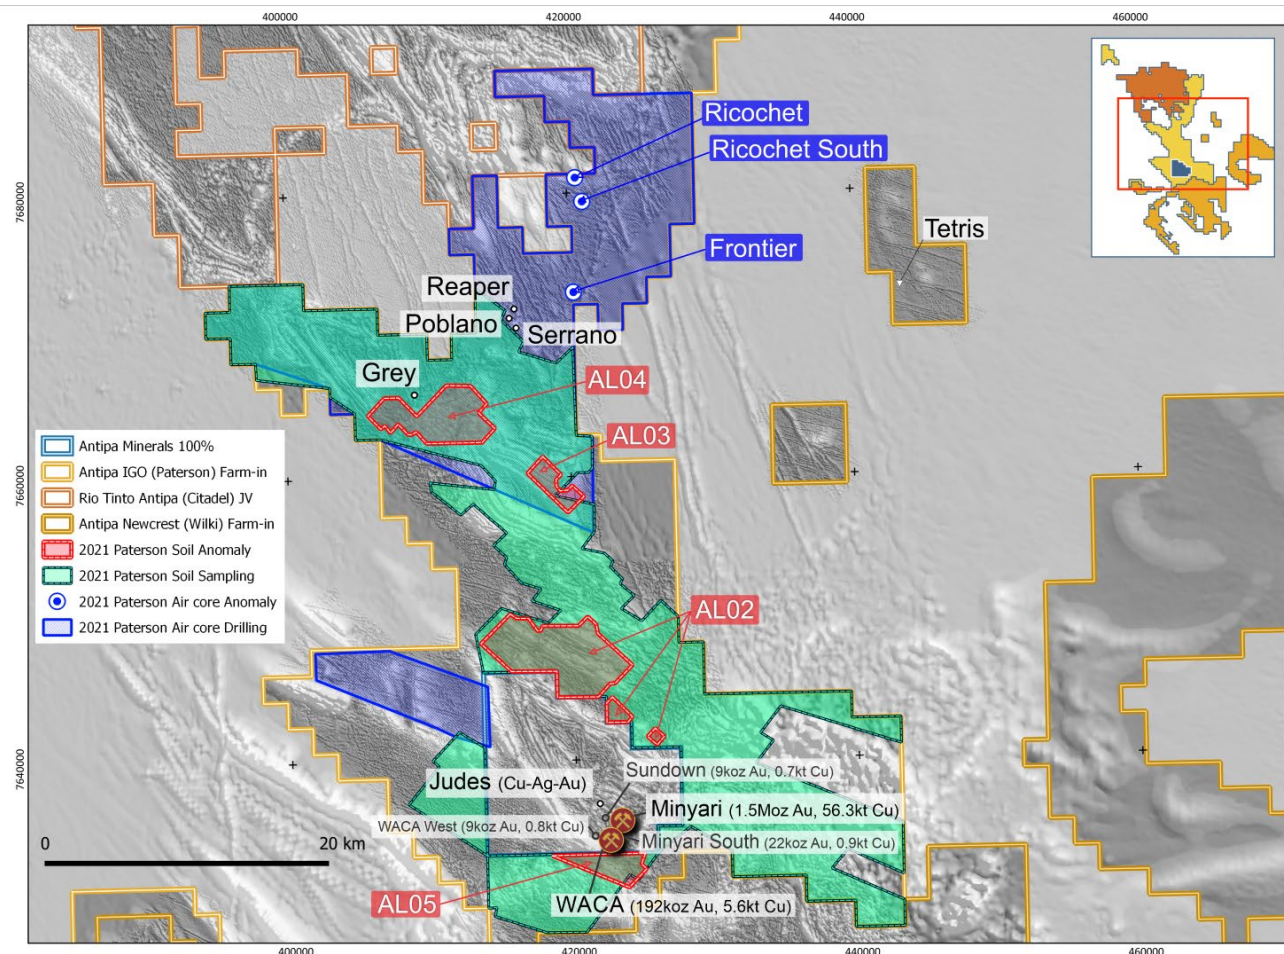 400000
420000
440000
460000
7680000
7660000
7640000
Ricochet
Ricochet South
Tetris
Frontier
Reaper
Poblano
Serrano
Grey
AL04
AL03
Antipa Minerals 100%
Antipa IGO (Paterson) Farm-in
Rio Tinto Antipa (Citadel) JV
Antipa Newcrest (Wilki) Farm-in
2021 Paterson Soil Anomaly
2021 Paterson Soil Sampling
2021 Paterson Air core Anomaly
2021 Paterson Air core Drilling
AL02
Sundown (9koz Au, 0.7kt Cu)
Judes (Cu-Ag-Au)
Minyari (1.5Moz Au, 56.3kt Cu)
WACA West (9koz Au, 0.8kt Cu)
Minyari South (22koz Au, 0.9kt Cu)
0
20 km
AL05
WACA (192koz Au, 5.6kt Cu)
400000
420000
440000
460000